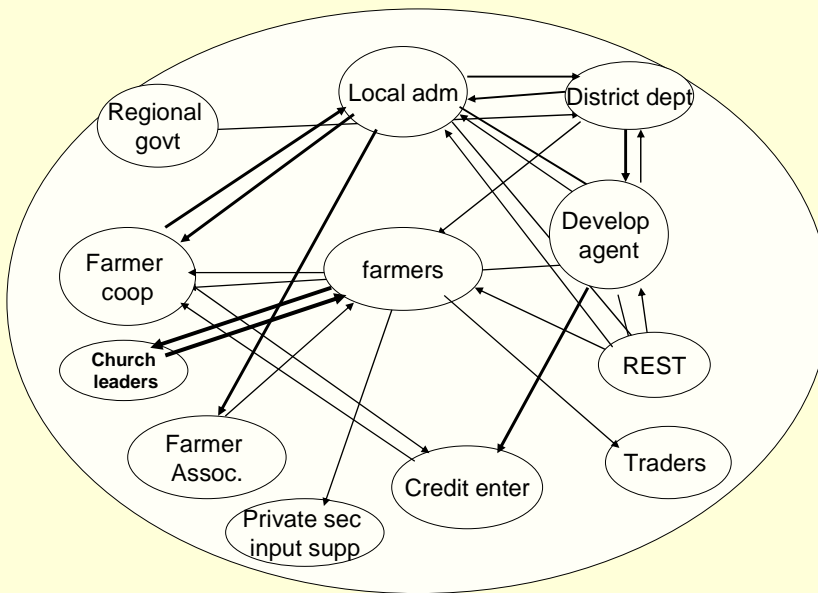 Local adm
District dept
Regional
govt
Develop
agent
Farmer
coop
farmers
Church
leaders
REST
Farmer
Assoc.
Credit enter
Traders
Private sec
input supp